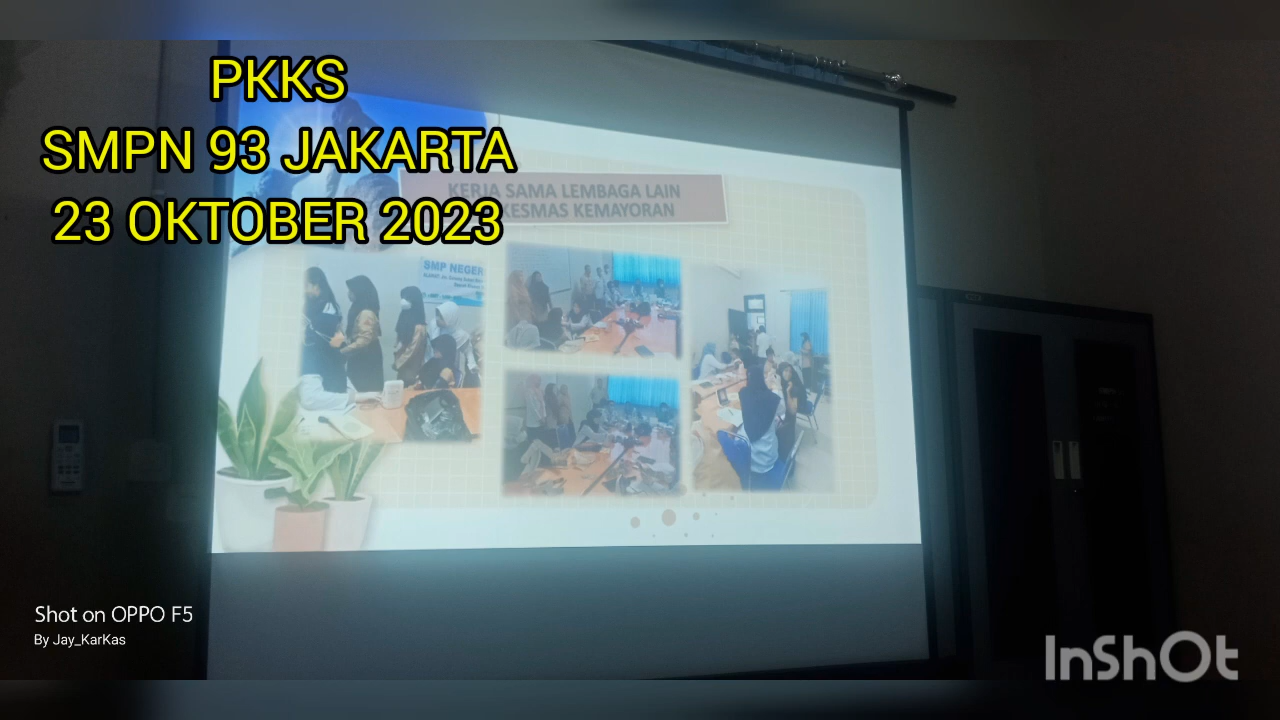 PKKS
SMPN 93 JAKARTA
23 OKTOBER 2023
KERJA SAMA LEMBAGA LAIN
KESMAS KEMAYORAN
SMP NEGER
Shot on OPPO F5
By Jay_KarKas
InShOt